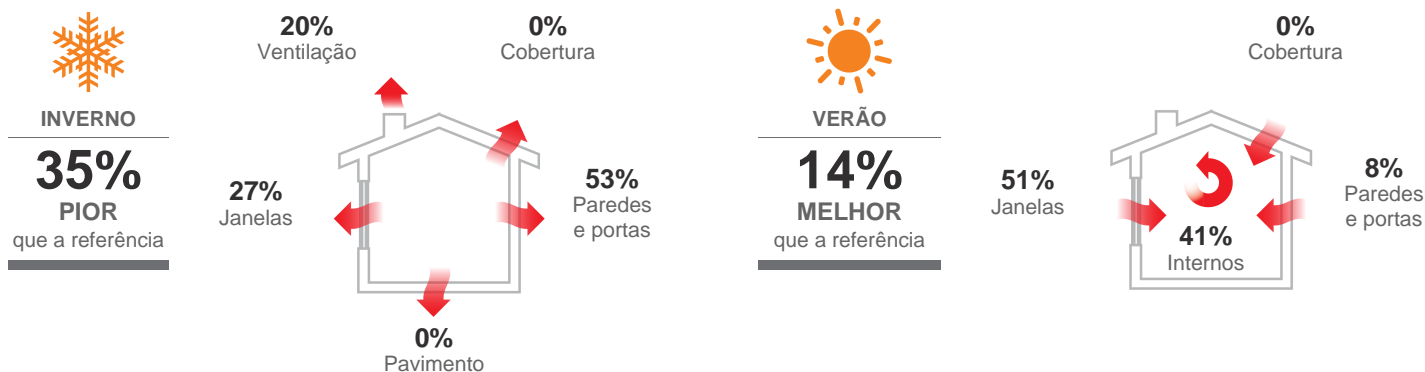 INVERNO
35%
PIOR
que a referência
20%
Ventilação
0%
Cobertura
27%
Janelas
53%
Paredes
e portas
0%
Pavimento
VERÃO
14%
MELHOR
que a referência
0%
Cobertura
51%
Janelas
8%
Paredes
e portas
41%
Internos